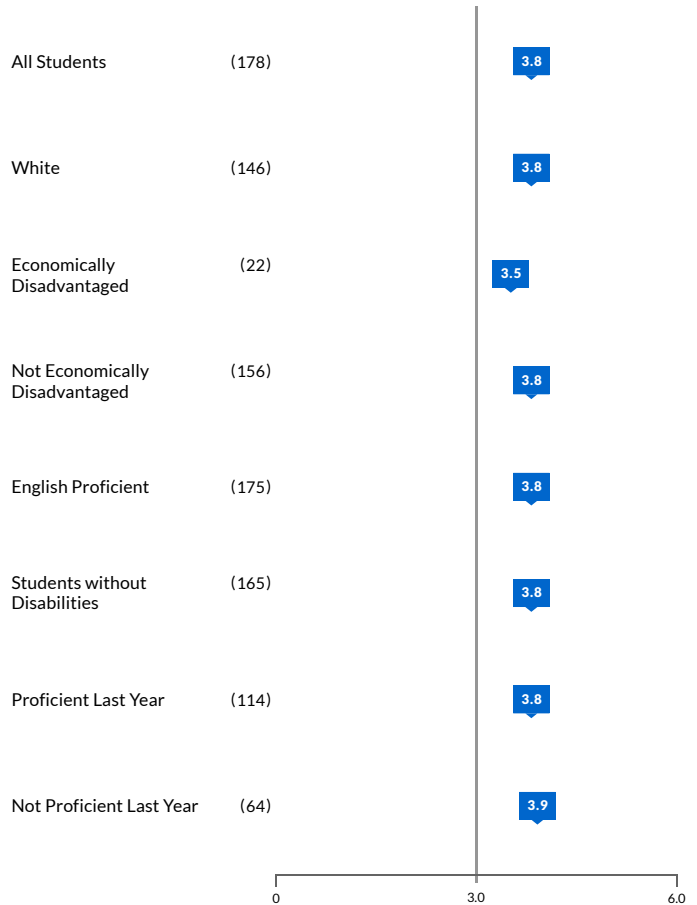 All Students (178) 3.8
White (146) 3.8
Economically (22) 3.5
Disadvantaged
Not Economically (156) 3.8
Disadvantaged
English Proficient (175) 3.8
Students without (165) 3.8
Disabilities
Proficient Last Year (114) 3.8
Not Proficient Last Year (64) 3.9
0 3.0 6.0